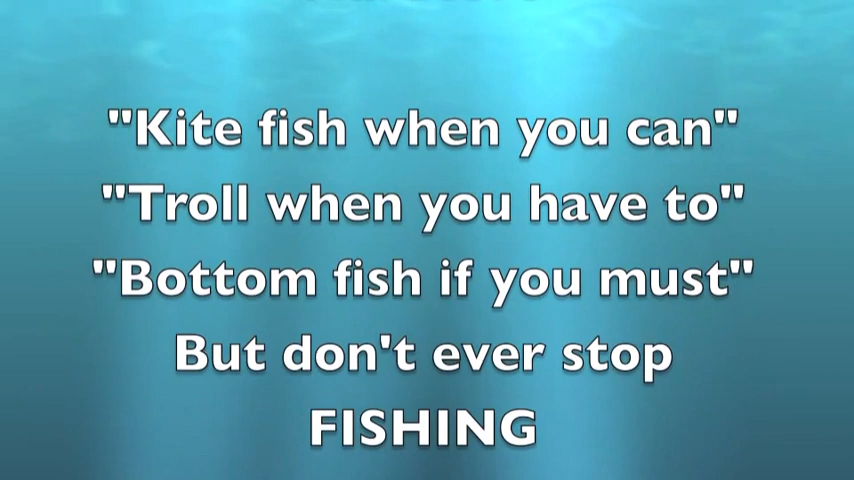 "Kite fish when you can"
"Troll when you have to"
"Bottom fish if you must"
But don't ever stop
FISHING